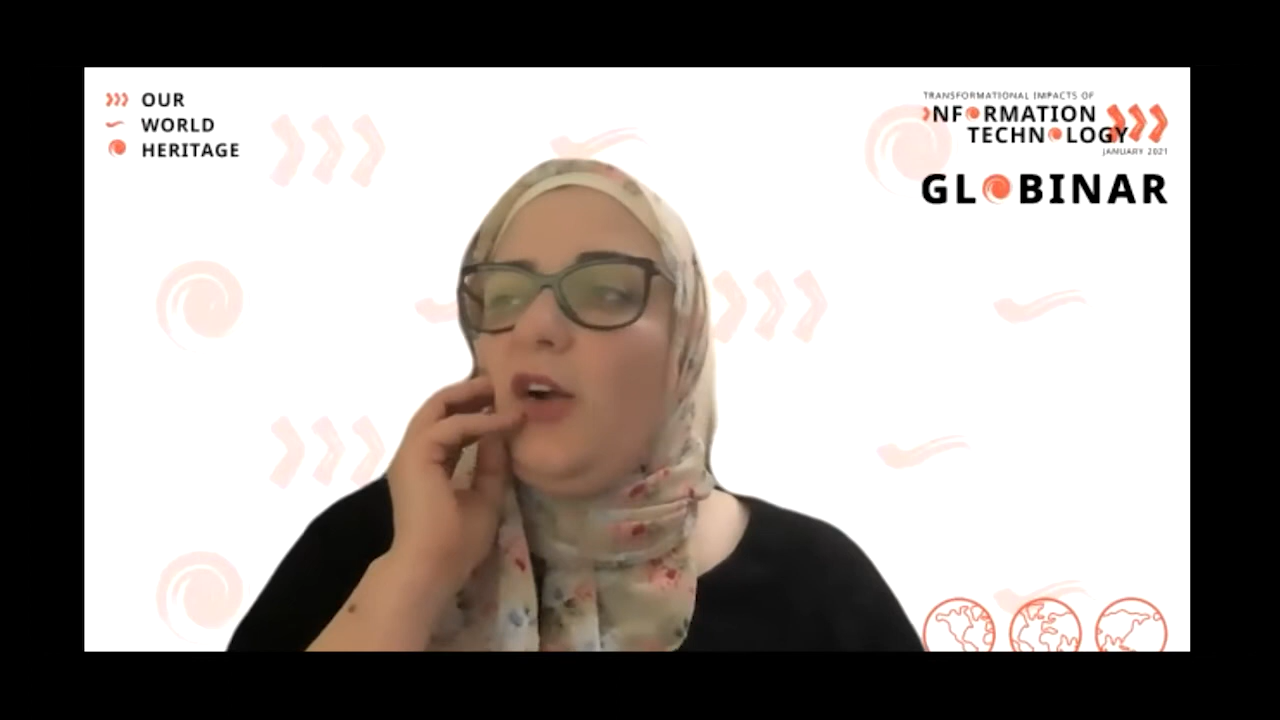 OUR
WORLD
HERITAGE
TRANSFORMATIONAL IMPACTS OF
INFORMATION
TECHNOLOGY
JANUARY 2021
GLOBINAR